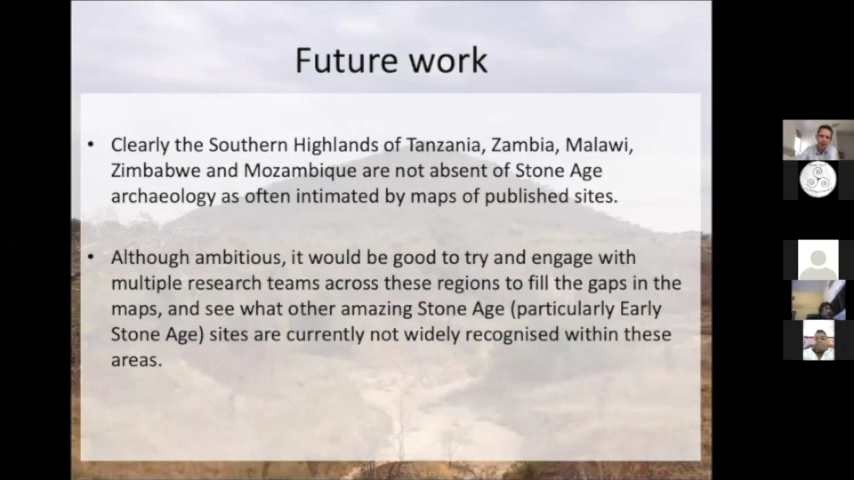 Future work
• Clearly the Southern Highlands of Tanzania, Zambia, Malawi,
Zimbabwe and Mozambique are not absent of Stone Age
archaeology as often intimated by maps of published sites.
• Although ambitious, it would be good to try and engage with
multiple research teams across these regions to fill the gaps in the
maps, and see what other amazing Stone Age (particularly Early
Stone Age) sites are currently not widely recognised within these
areas.